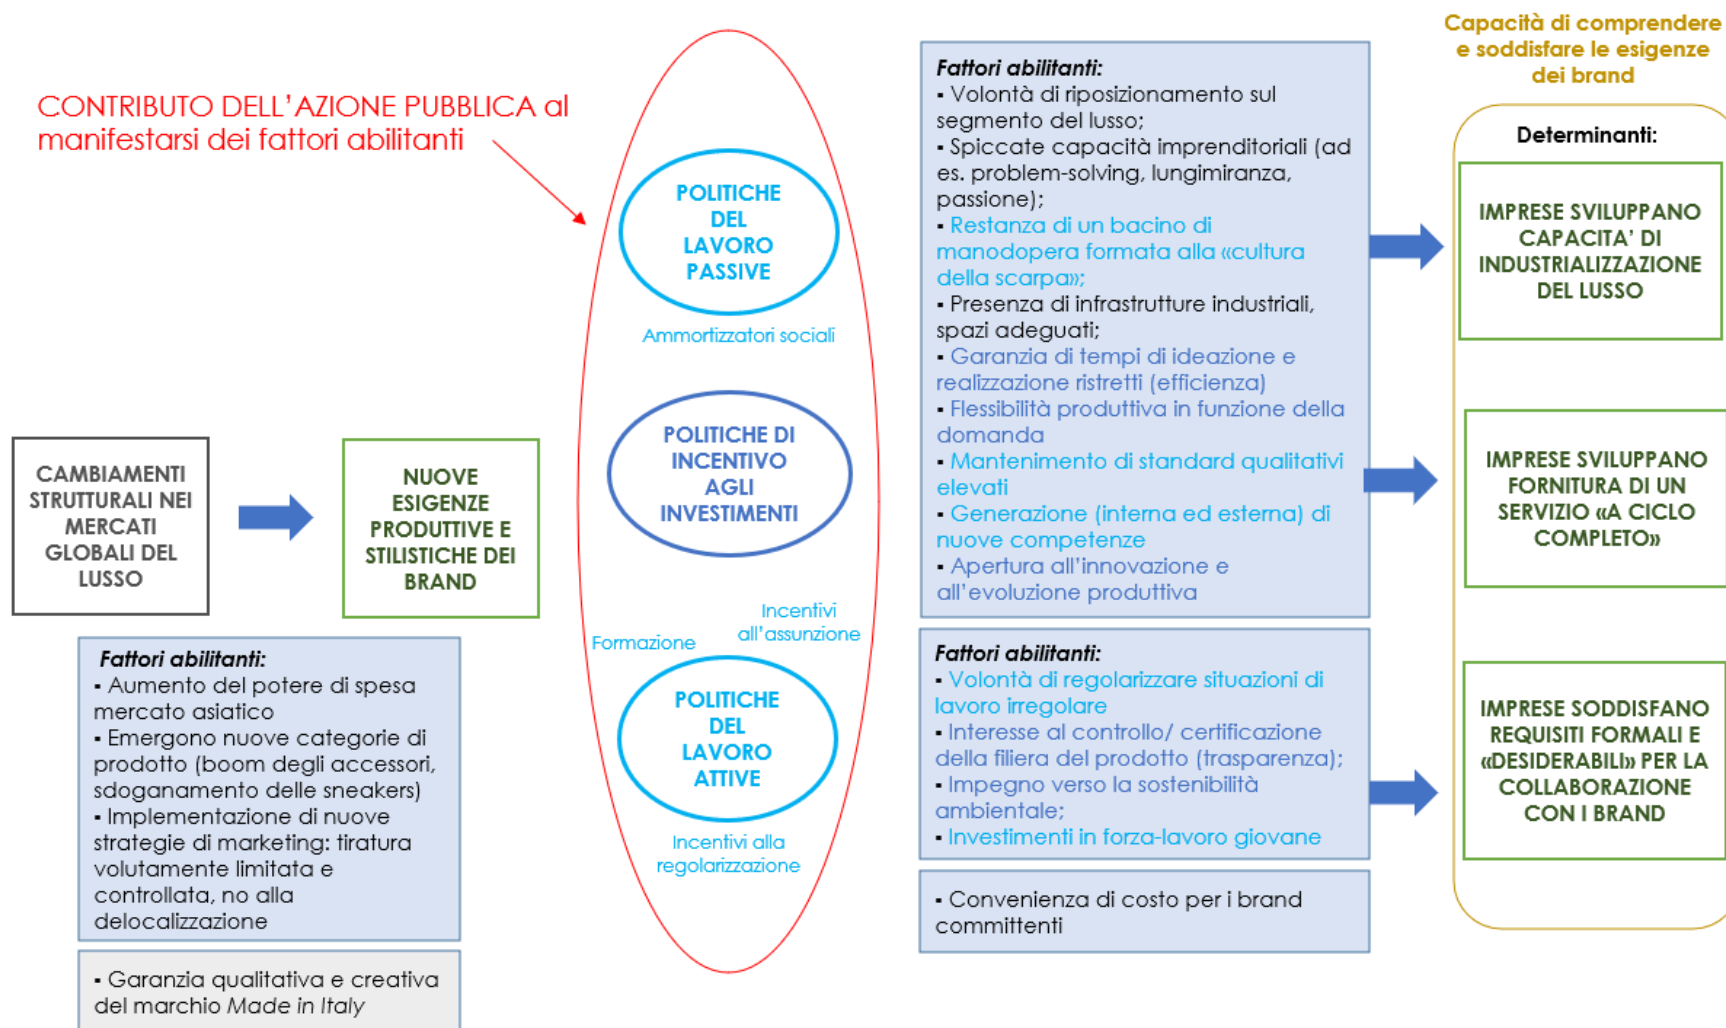 CONTRIBUTO DELL'AZIONE PUBBLICA al
manifestarsi dei fattori abilitanti
CAMBIAMENTI
STRUTTURALI NEI
MERCATI
GLOBALI DEL
LUSSO
NUOVE
ESIGENZE
PRODUTTIVE E
STILISTICHE DEI
BRAND
Fattori abilitanti:
▪ Aumento del potere di spesa
mercato asiatico
▪ Emergono nuove categorie di
prodotto (boom degli accessori,
sdoganamento delle sneakers)
▪ Implementazione di nuove
strategie di marketing: tiratura
volutamente limitata e
controllata, no alla
delocalizzazione
▪ Garanzia qualitativa e creativa
del marchio Made in Italy
POLITICHE
DEL
LAVORO
PASSIVE
Ammortizzatori sociali
POLITICHE DI
INCENTIVO
AGLI
INVESTIMENTI
Incentivi
all'assunzione
Formazione
POLITICHE
DEL
LAVORO
ATTIVE
Incentivi alla
regolarizzazione
Fattori abilitanti:
▪ Volontà di riposizionamento sul
segmento del lusso;
▪ Spiccate capacità imprenditoriali (ad
es. problem-solving, lungimiranza,
passione);
▪ Restanza di un bacino di
manodopera formata alla «cultura
della scarpa»;
▪ Presenza di infrastrutture industriali,
spazi adeguati;
▪ Garanzia di tempi di ideazione e
realizzazione ristretti (efficienza)
▪ Flessibilità produttiva in funzione della
domanda
▪ Mantenimento di standard qualitativi
elevati
▪ Generazione (interna ed esterna) di
nuove competenze
▪ Apertura all'innovazione e
all'evoluzione produttiva
Fattori abilitanti:
▪ Volontà di regolarizzare situazioni di
lavoro irregolare
▪ Interesse al controllo/ certificazione
della filiera del prodotto (trasparenza);
▪ Impegno verso la sostenibilità
ambientale;
▪ Investimenti in forza-lavoro giovane
▪ Convenienza di costo per i brand
committenti
Capacità di comprendere
e soddisfare le esigenze
dei brand
Determinanti:
IMPRESE SVILUPPANO
CAPACITA' DI
INDUSTRIALIZZAZIONE
DEL LUSSO
IMPRESE SVILUPPANO
FORNITURA DI UN
SERVIZIO «A CICLO
COMPLETO»
IMPRESE SODDISFANO
REQUISITI FORMALI E
«DESIDERABILI» PER LA
COLLABORAZIONE
CON I BRAND